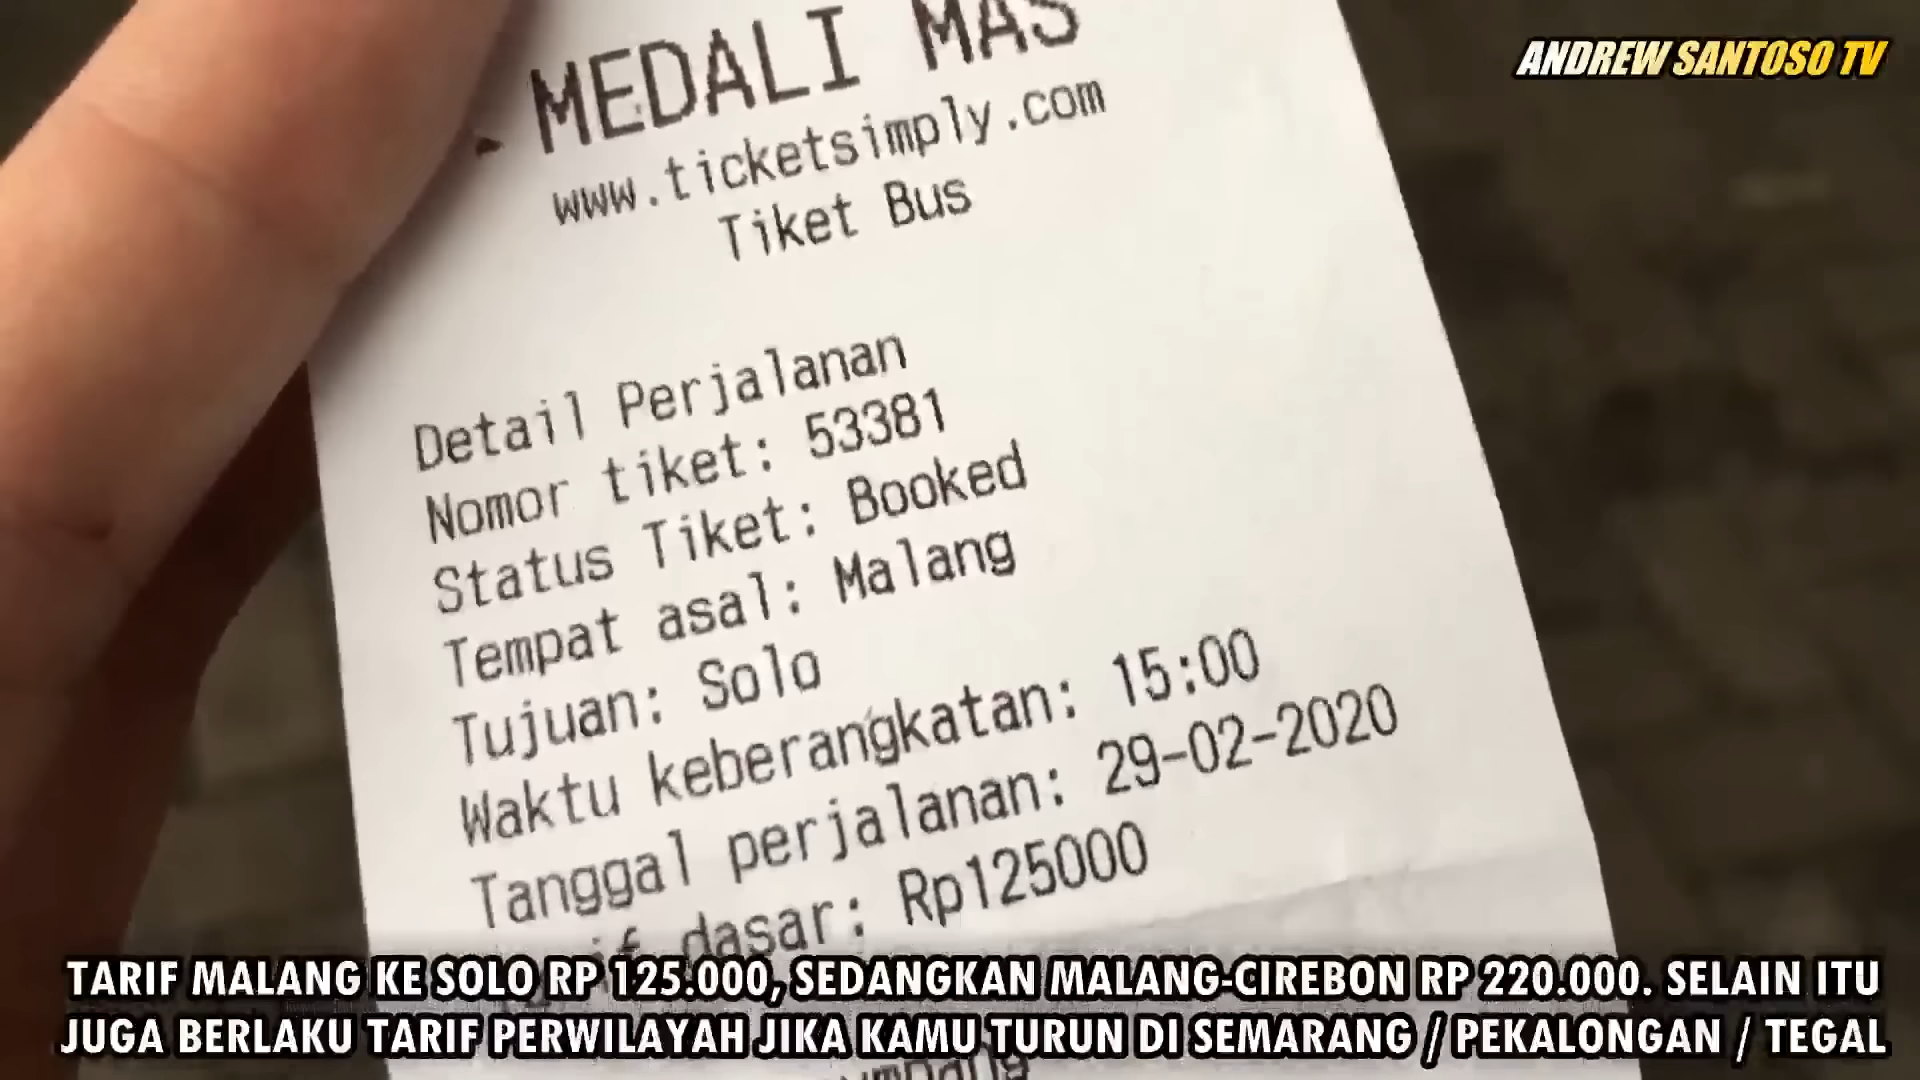 MEDALI MAS
ANDREW SANTOSO TV
www.ticketsimply.com
Tiket Bus
Detail Perjalanan
Nomor tiket: 53381
Status Tiket: Booked
Tempat asal: Malang
Tujuan: Solo
Waktu keberangkatan: 15:00
Tanggal perjalanan: 29-02-2020
dasar: Rp125000
TARIF MALANG KE SOLO RP 125.000, SEDANGKAN MALANG-CIREBON RP 220.000. SELAIN ITU
JUGA BERLAKU TARIF PERWILAYAH JIKA KAMU TURUN DI SEMARANG / PEKALONGAN / TEGAL